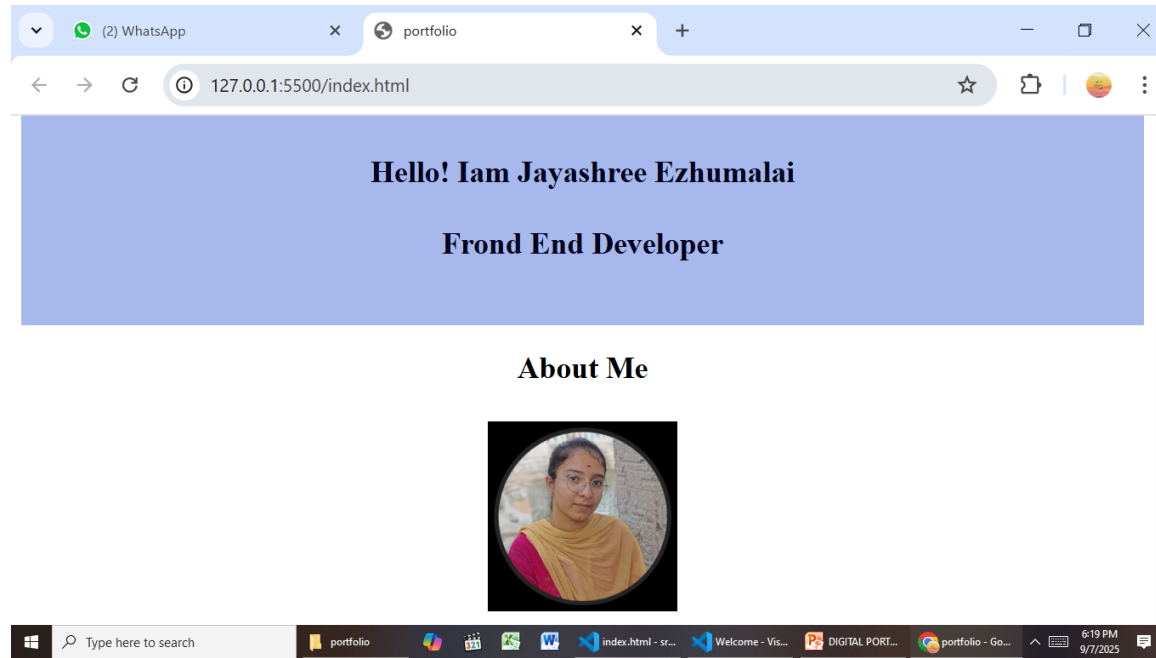 (2) WhatsApp
portfolio
127.0.0.1:5500/index.html
Hello! Iam Jayashree Ezhumalai
Frond End Developer
About Me
Type here to search
portfolio
321
index.html - sr...
Welcome - Vis...
DIGITAL PORT...
portfolio - Go...
6:19 PM
9/7/2025